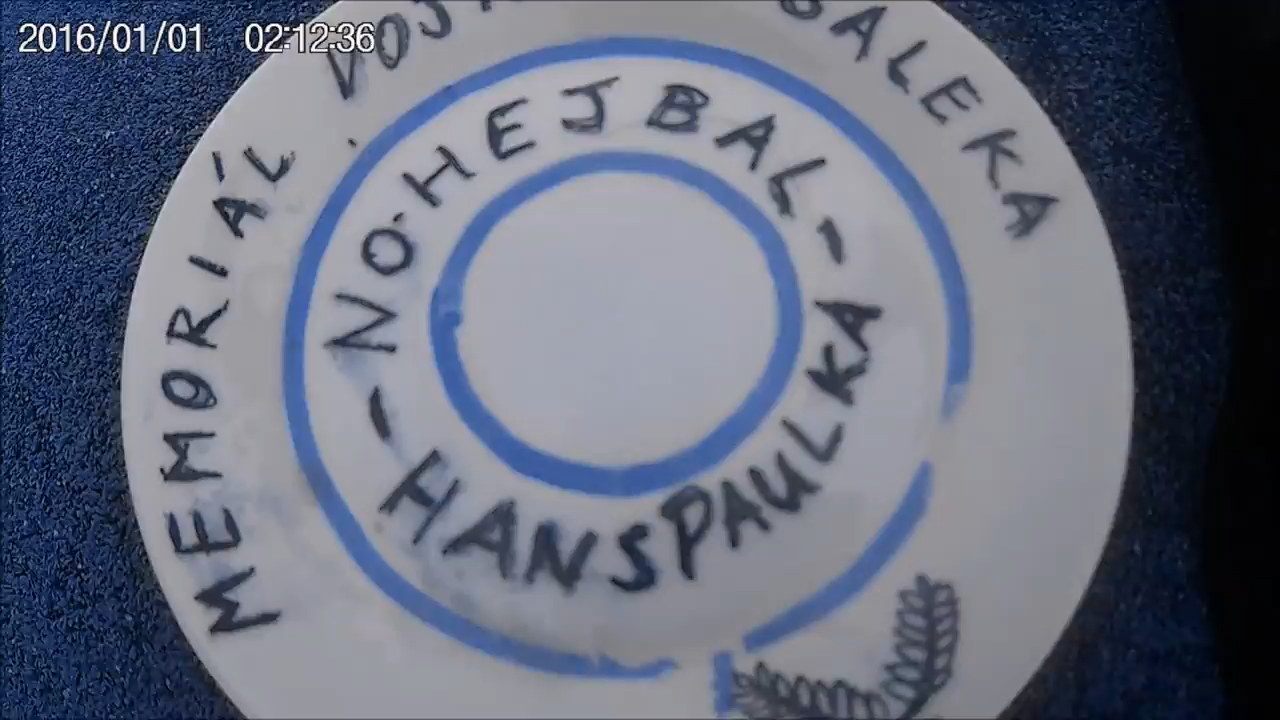 2016/01/01 02:12:36
MEMORIÁL BALEKA
NOHEJBAL -
- HANSPAULKA